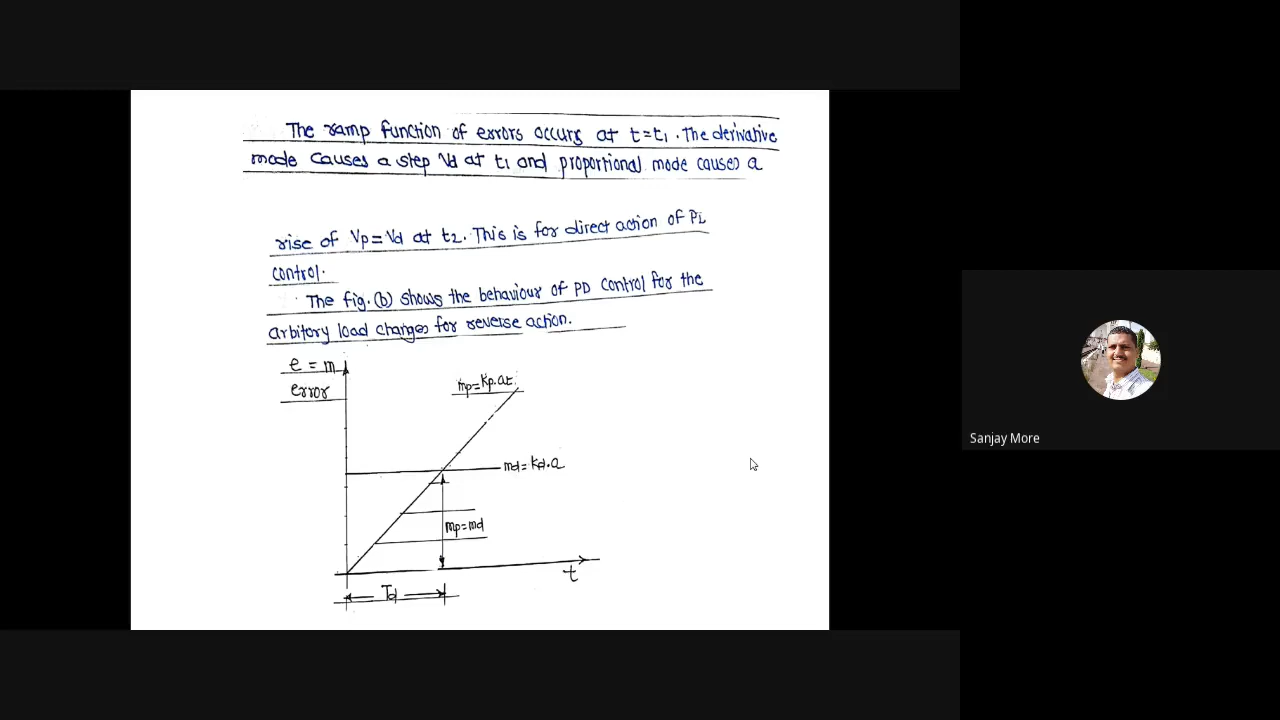 The ramp function of errors occurs at t=t₁. The derivative
mode causes a step Vd at t₁ and proportional mode causes a
rise of Vp=Vd at t₂. This is for direct action of PI
control.
The fig.(b) shows the behaviour of PD control for the
arbitory load changes for reverse action.
e = m
error
mp=Kp.at
md=Kd.a
mp=md
t
Td
Sanjay More